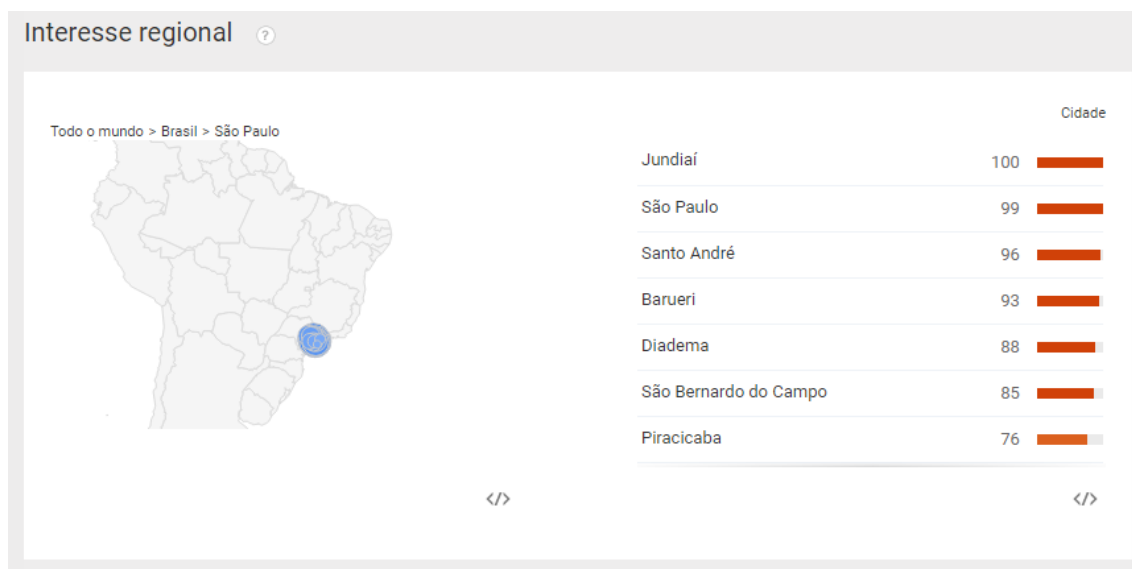 Interesse regional ?
Cidade
Todo o mundo > Brasil > São Paulo
Jundiaí 100
São Paulo 99
Santo André 96
Barueri 93
Diadema 88
São Bernardo do Campo 85
Piracicaba 76
</> </>